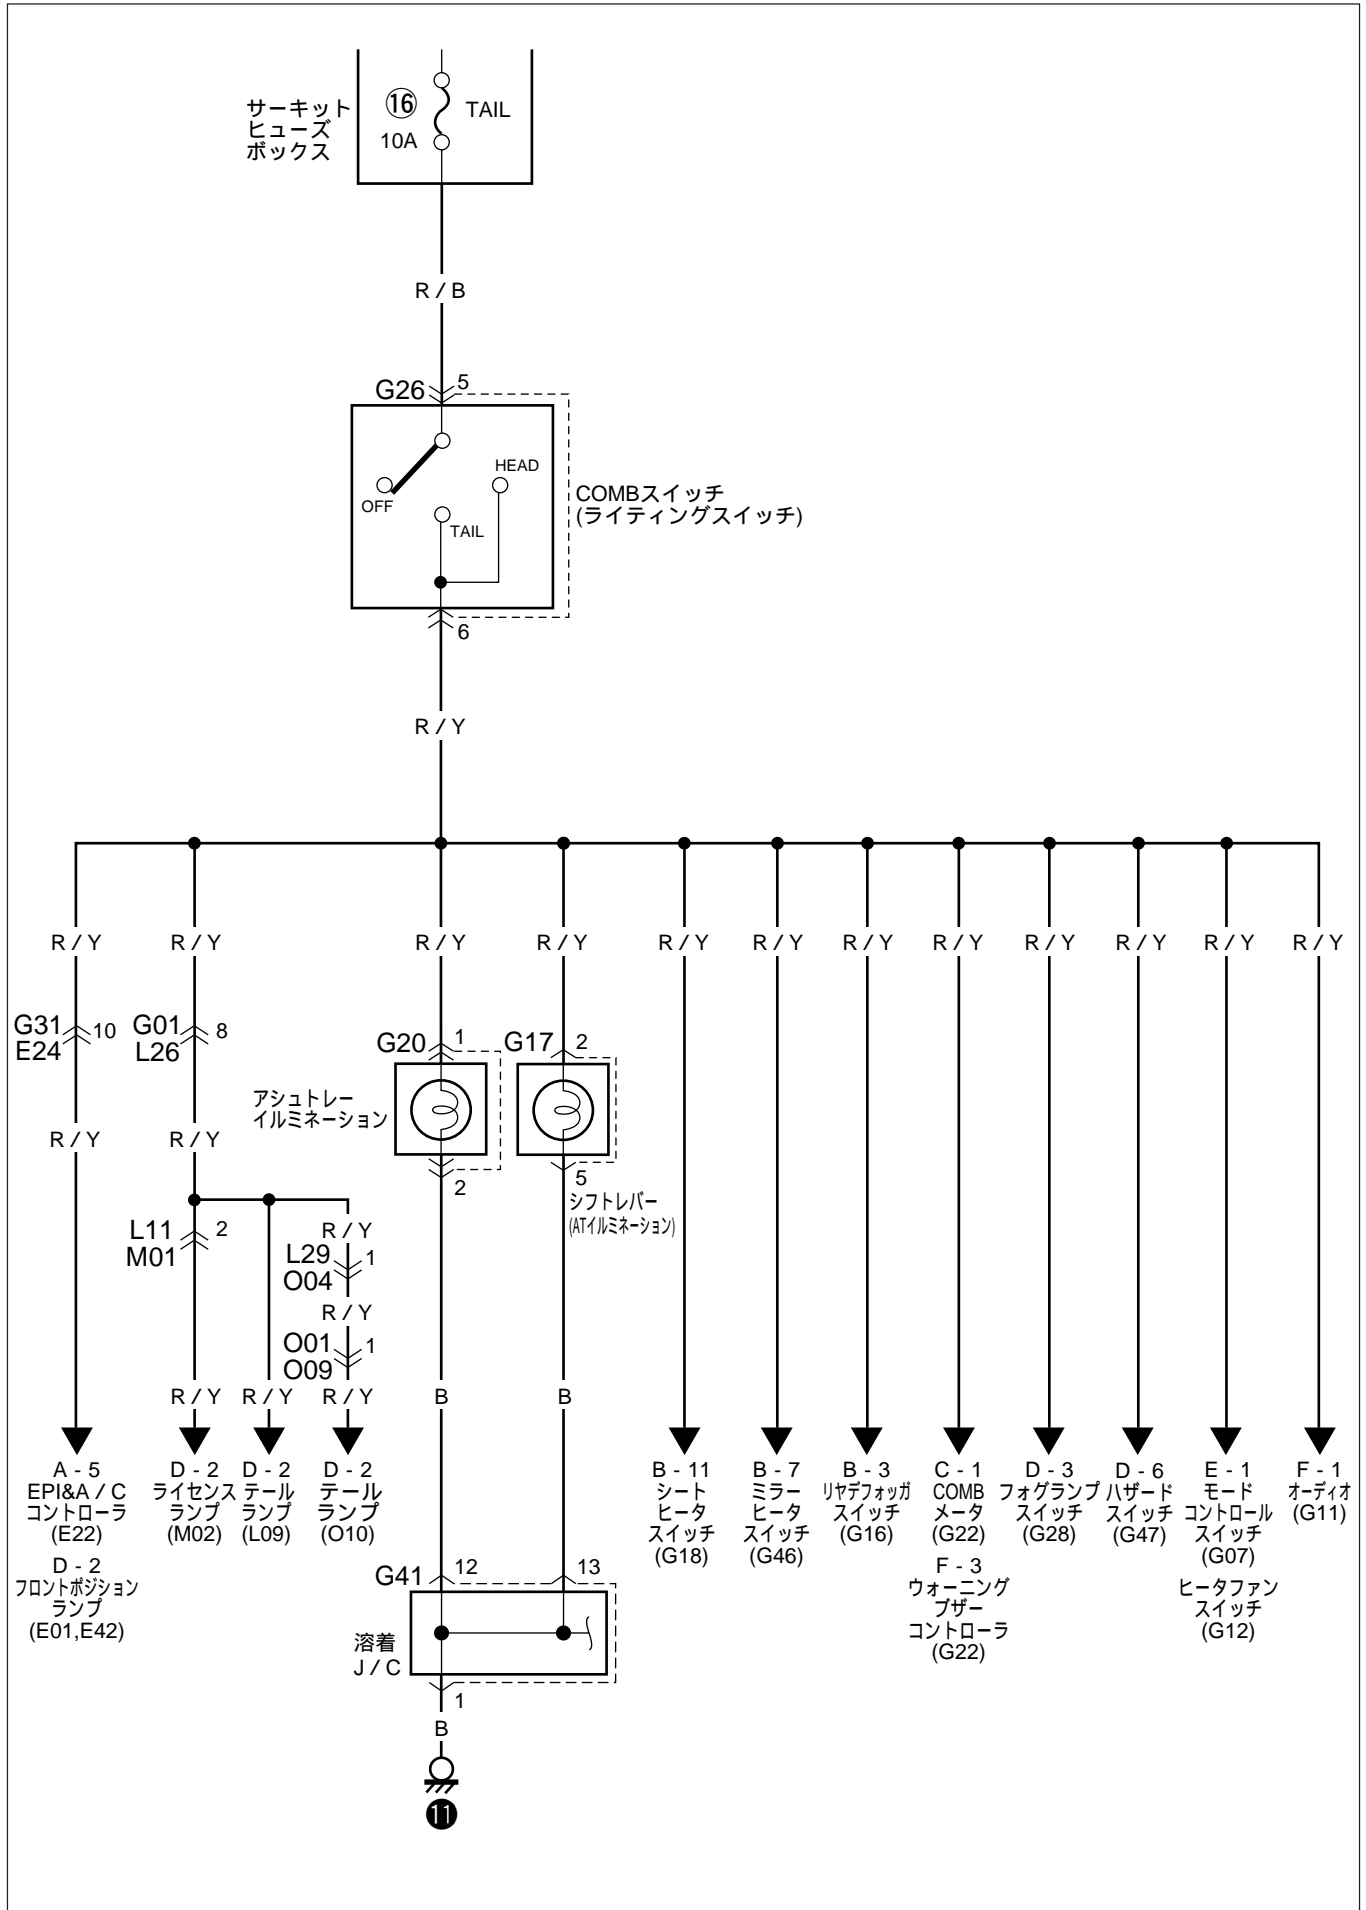 サーキット
ヒューズ
ボックス
⑯
10A
TAIL
R / B
G26
5
OFF
HEAD
TAIL
COMBスイッチ
(ライティングスイッチ)
6
R / Y
R / Y
R / Y
R / Y
R / Y
R / Y
R / Y
R / Y
R / Y
R / Y
R / Y
R / Y
R / Y
G31
E24
10
G01
L26
8
G20
1
G17
2
アシュトレー
イルミネーション
R / Y
R / Y
2
5
シフトレバー
(ATイルミネーション)
L11
M01
2
R / Y
L29
O04
1
R / Y
O01
O09
1
R / Y
R / Y
R / Y
B
B
A - 5
EPI&A / C
コントローラ
(E22)
D - 2
フロントポジション
ランプ
(E01,E42)
D - 2
ライセンス
ランプ
(M02)
D - 2
テール
ランプ
(L09)
D - 2
テール
ランプ
(O10)
B - 11
シート
ヒータ
スイッチ
(G18)
B - 7
ミラー
ヒータ
スイッチ
(G46)
B - 3
リヤデフォッガ
スイッチ
(G16)
C - 1
COMB
メータ
(G22)
F - 3
ウォーニング
ブザー
コントローラ
(G22)
D - 3
フォグランプ
スイッチ
(G28)
D - 6
ハザード
スイッチ
(G47)
E - 1
モード
コントロール
スイッチ
(G07)
ヒータファン
スイッチ
(G12)
F - 1
オーディオ
(G11)
G41
12
13
溶着
J / C
1
B
⓫